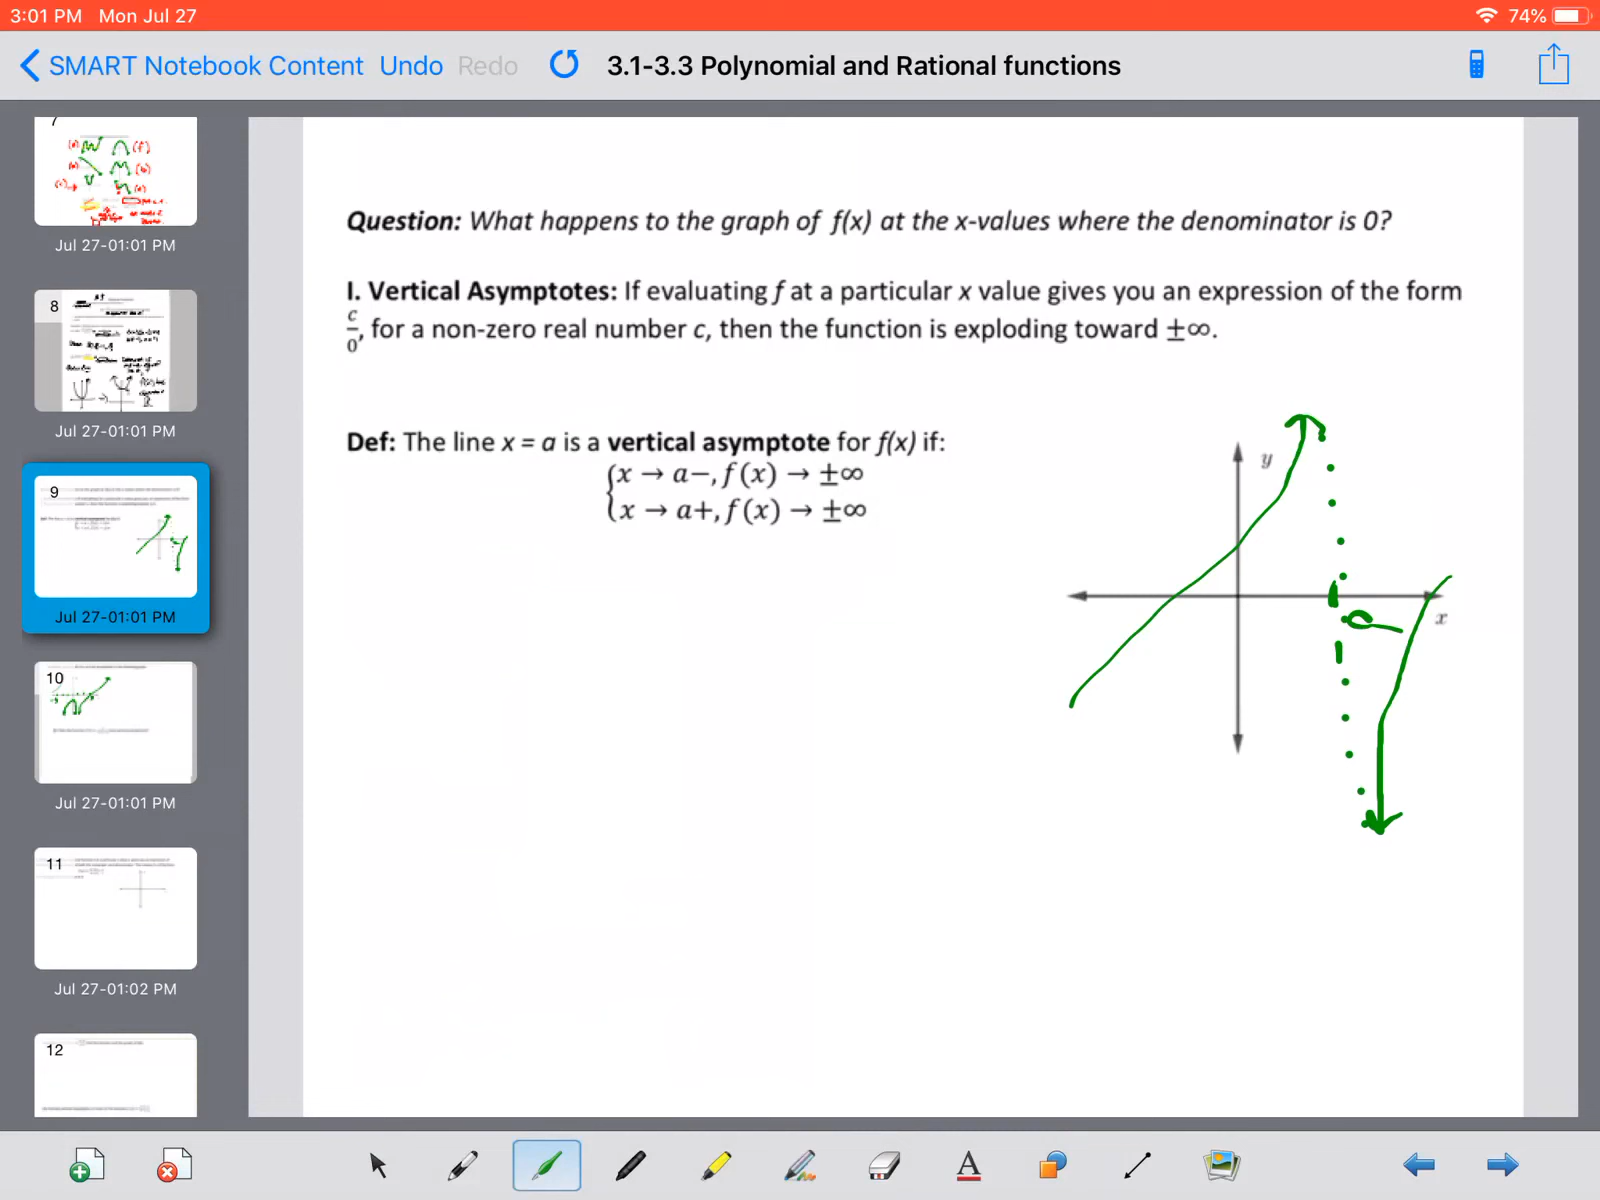 3:01 PM Mon Jul 27
74%
SMART Notebook Content Undo Redo 3.1-3.3 Polynomial and Rational functions
7
Jul 27-01:01 PM
8
Jul 27-01:01 PM
9
Jul 27-01:01 PM
10
Jul 27-01:01 PM
11
Jul 27-01:02 PM
12
Question: What happens to the graph of f(x) at the x-values where the denominator is 0?
I. Vertical Asymptotes: If evaluating f at a particular x value gives you an expression of the form
c/0, for a non-zero real number c, then the function is exploding toward ±∞.
Def: The line x = a is a vertical asymptote for f(x) if:
{x → a−, f(x) → ±∞
x → a+, f(x) → ±∞
y
x
a
A